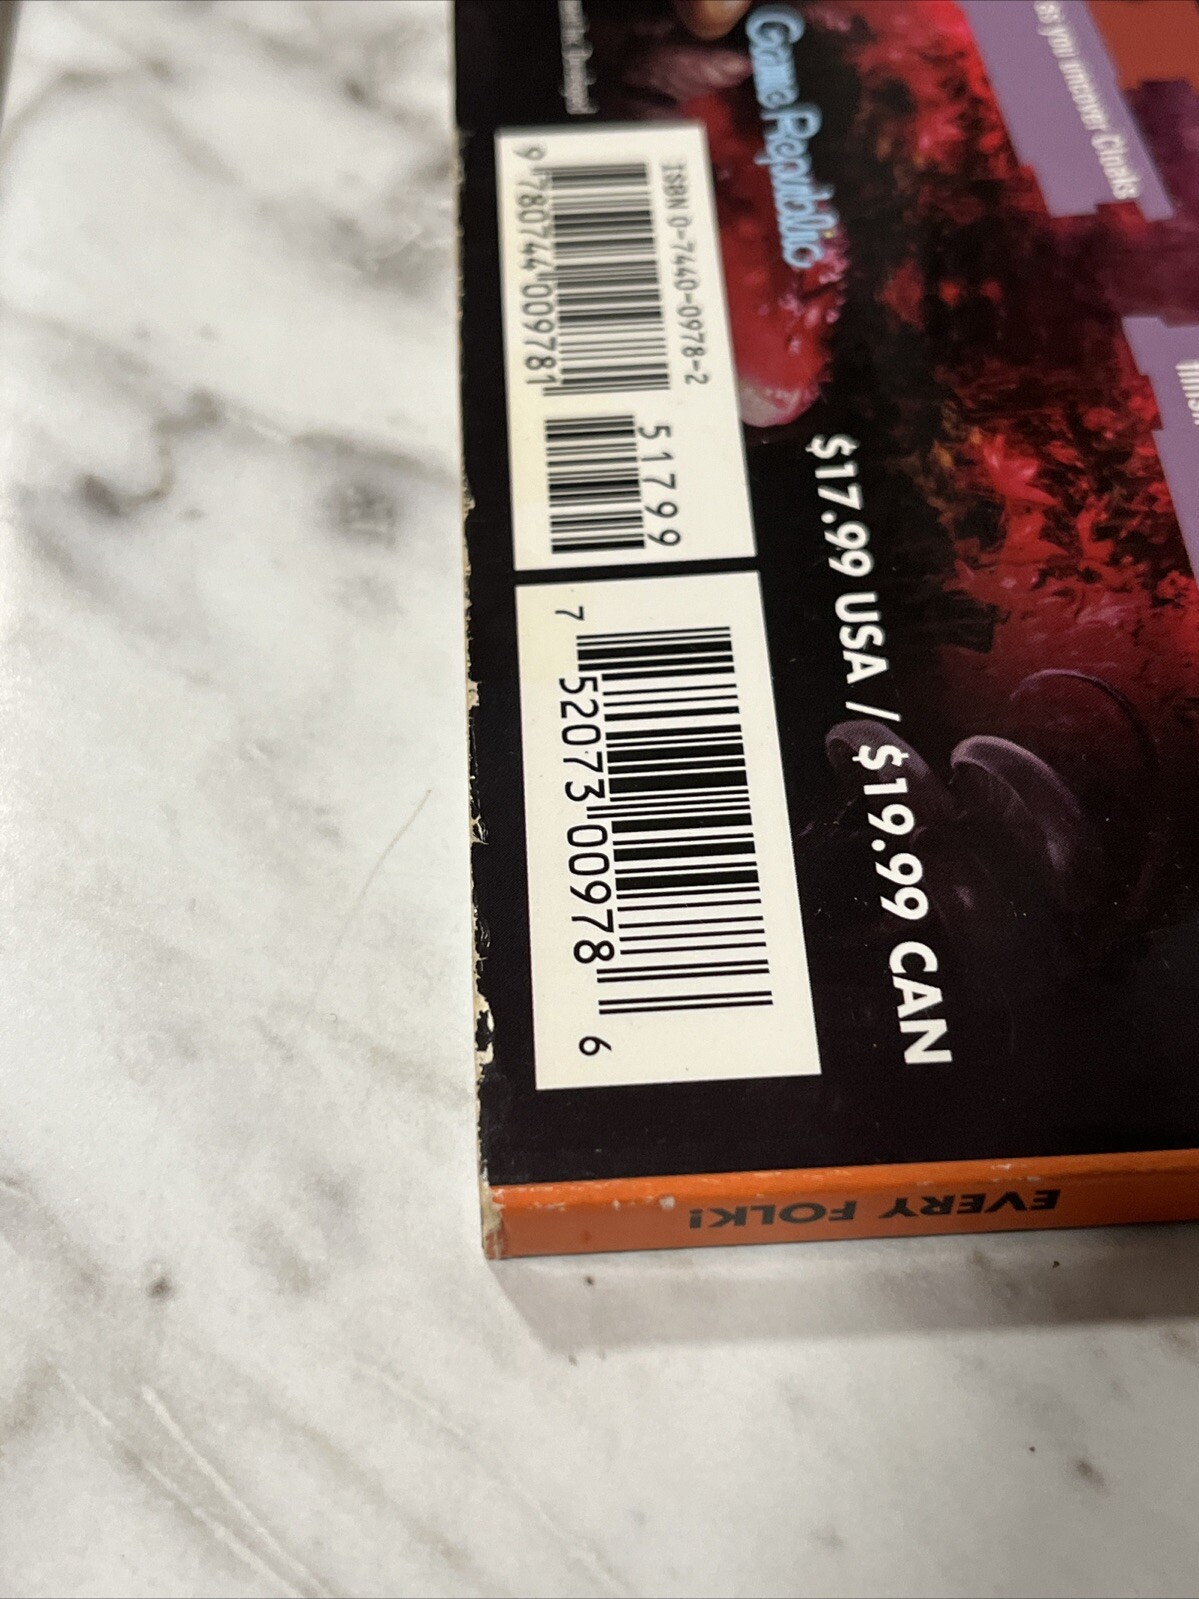 as you uncover Cloaks
Game Republic
ISBN 0-7440-0978-2
9 780744 009781
51799
$17.99 USA / $19.99 CAN
7 52073 00978 6
EVERY FOLK!